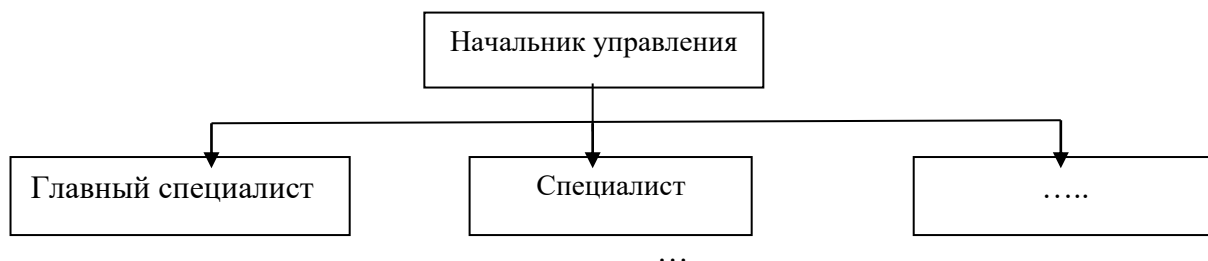 Начальник управления
Главный специалист
Специалист
…..
…